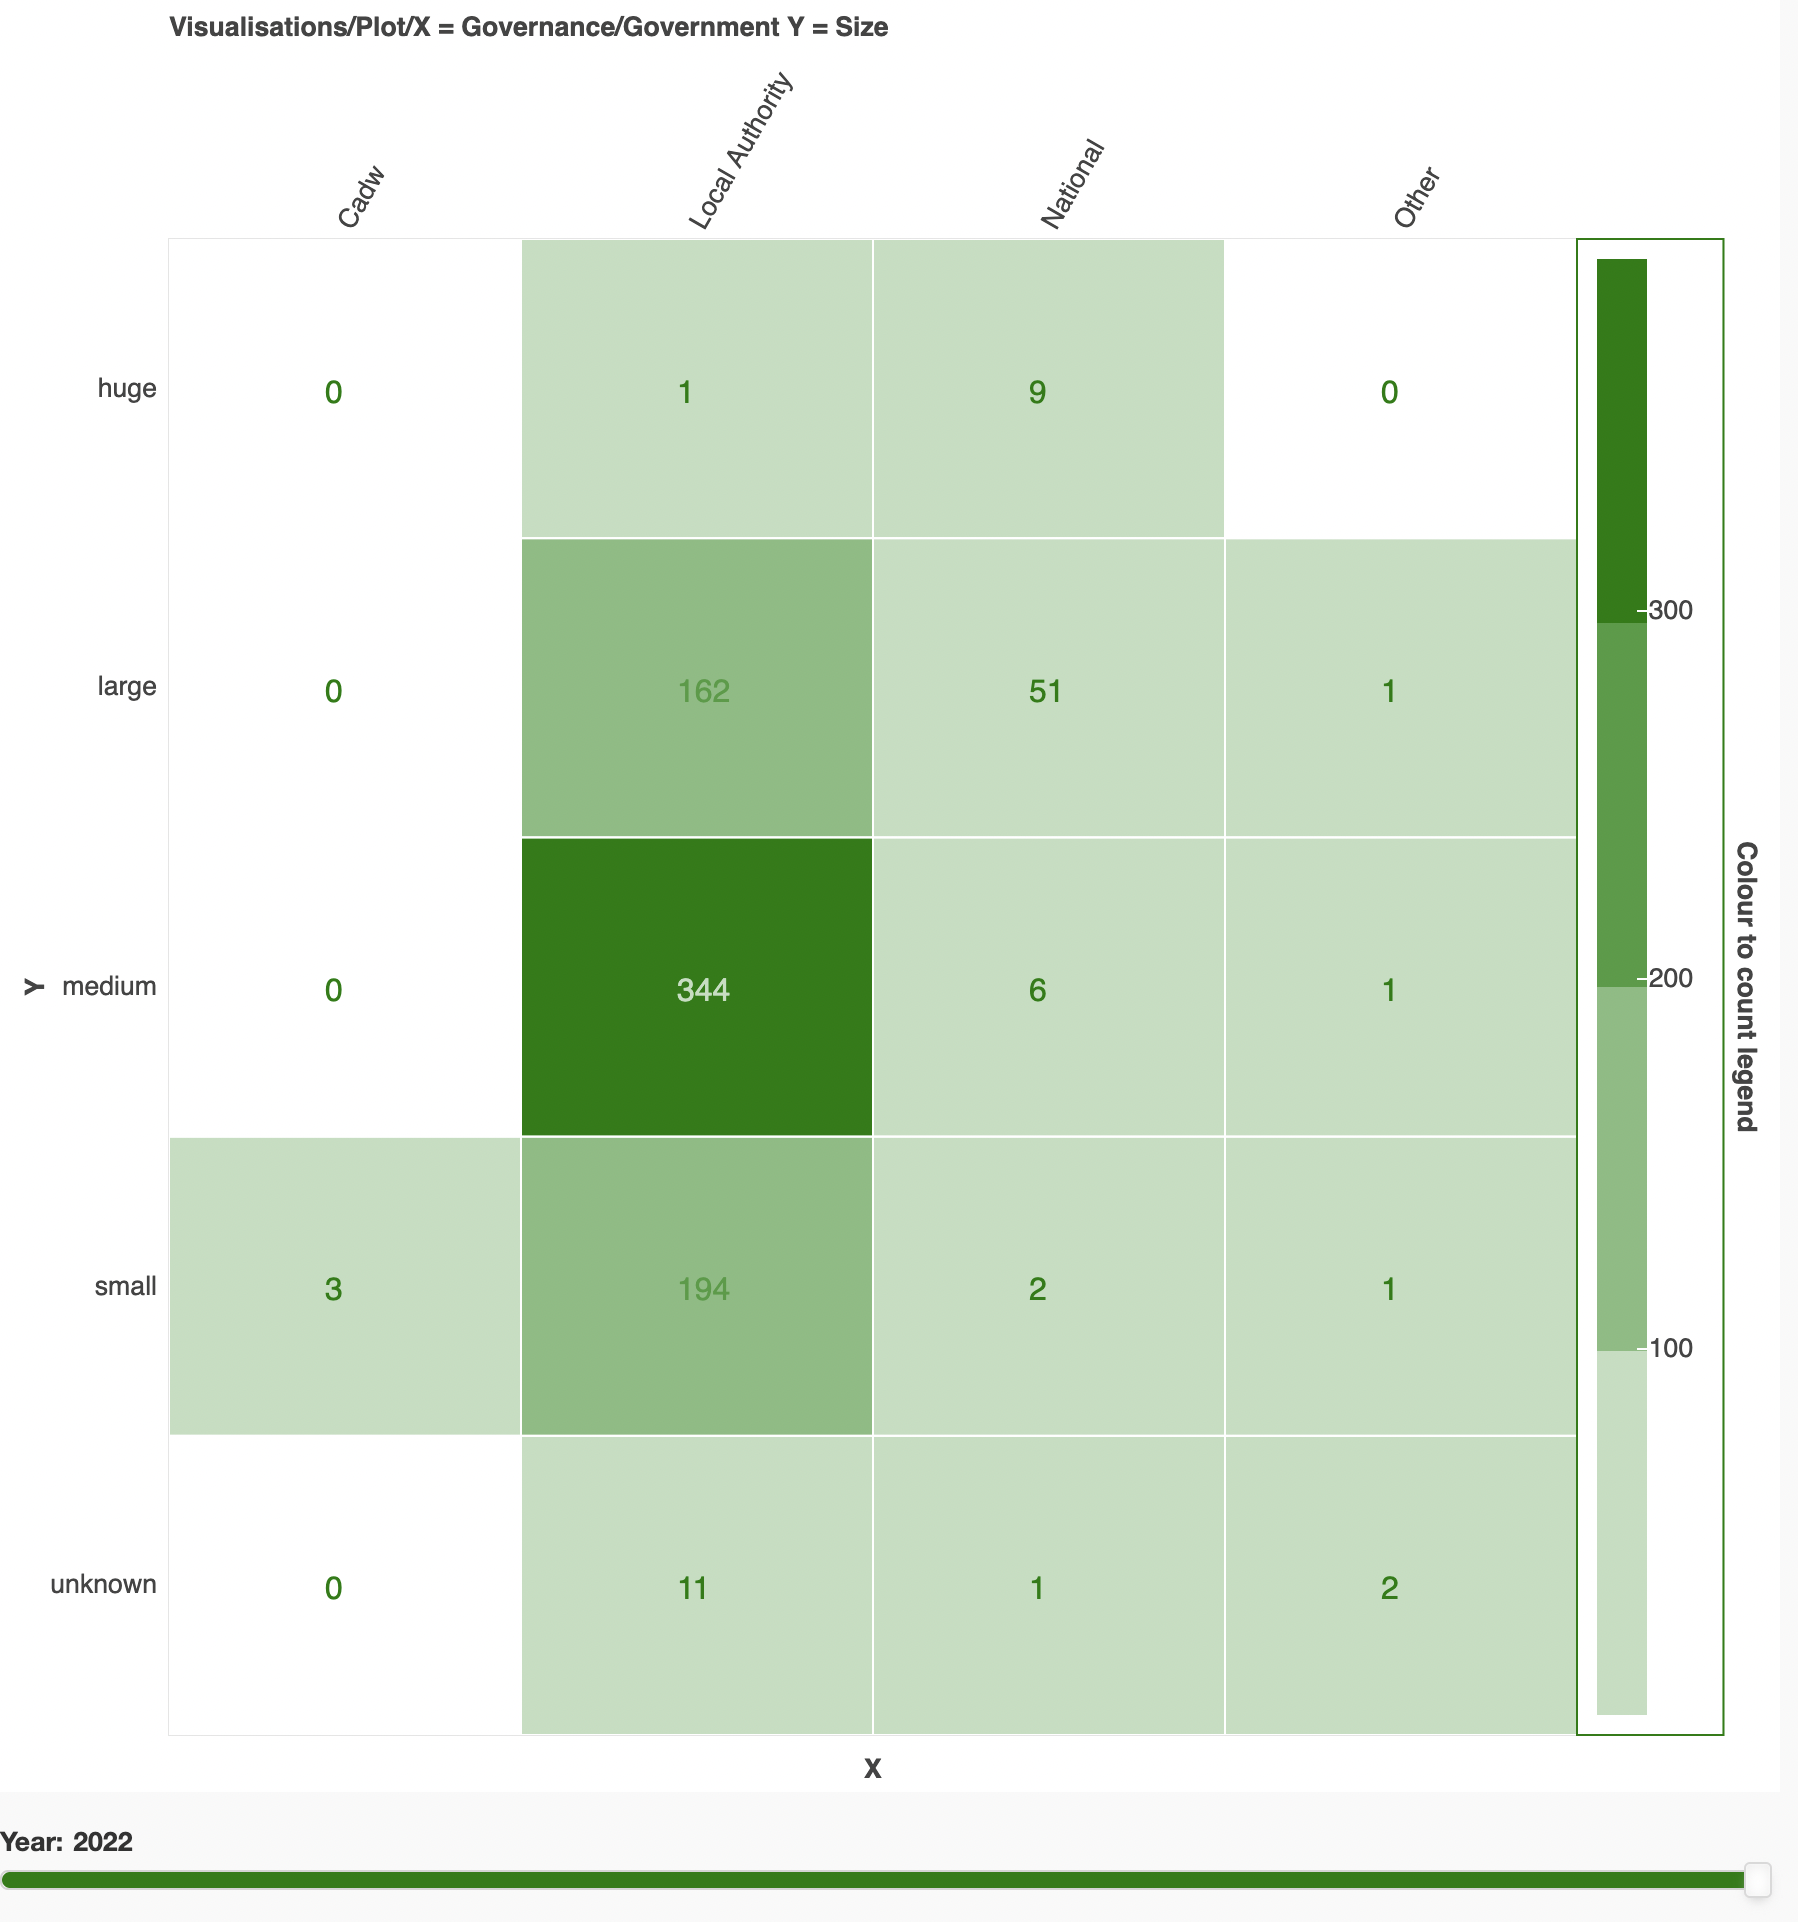 Visualisations/Plot/X = Governance/Government Y = Size
Cadw
Local Authority
National
Other
huge
0
1
9
0
300
large
0
162
51
1
Y
medium
0
344
6
1
200
Colour to count legend
small
3
194
2
1
100
unknown
0
11
1
2
X
Year: 2022